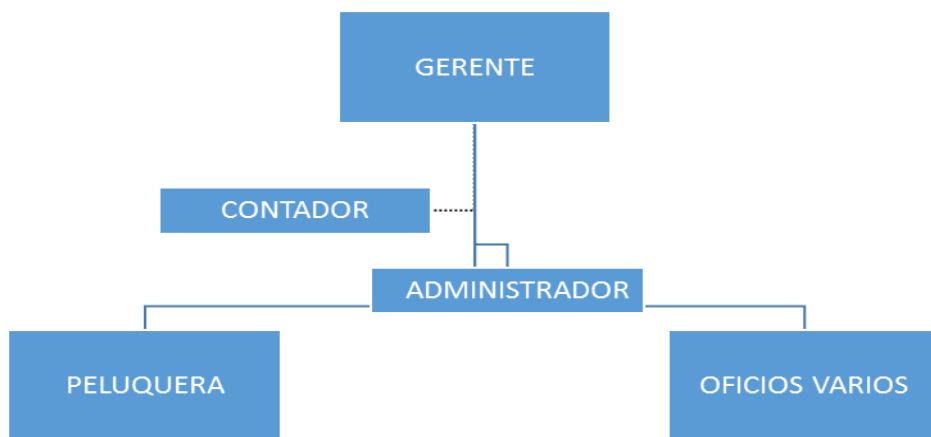 GERENTE
CONTADOR
ADMINISTRADOR
PELUQUERA
OFICIOS VARIOS